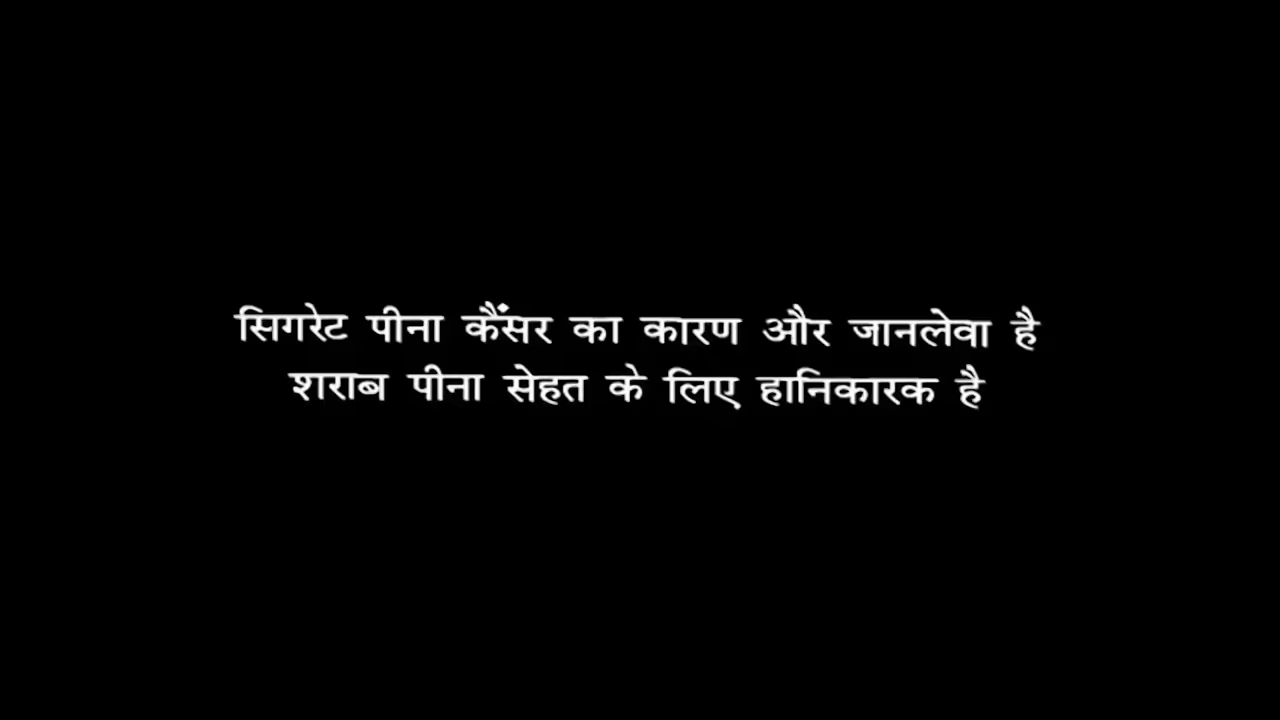 सिगरेट पीना कैंसर का कारण और जानलेवा है
शराब पीना सेहत के लिए हानिकारक है